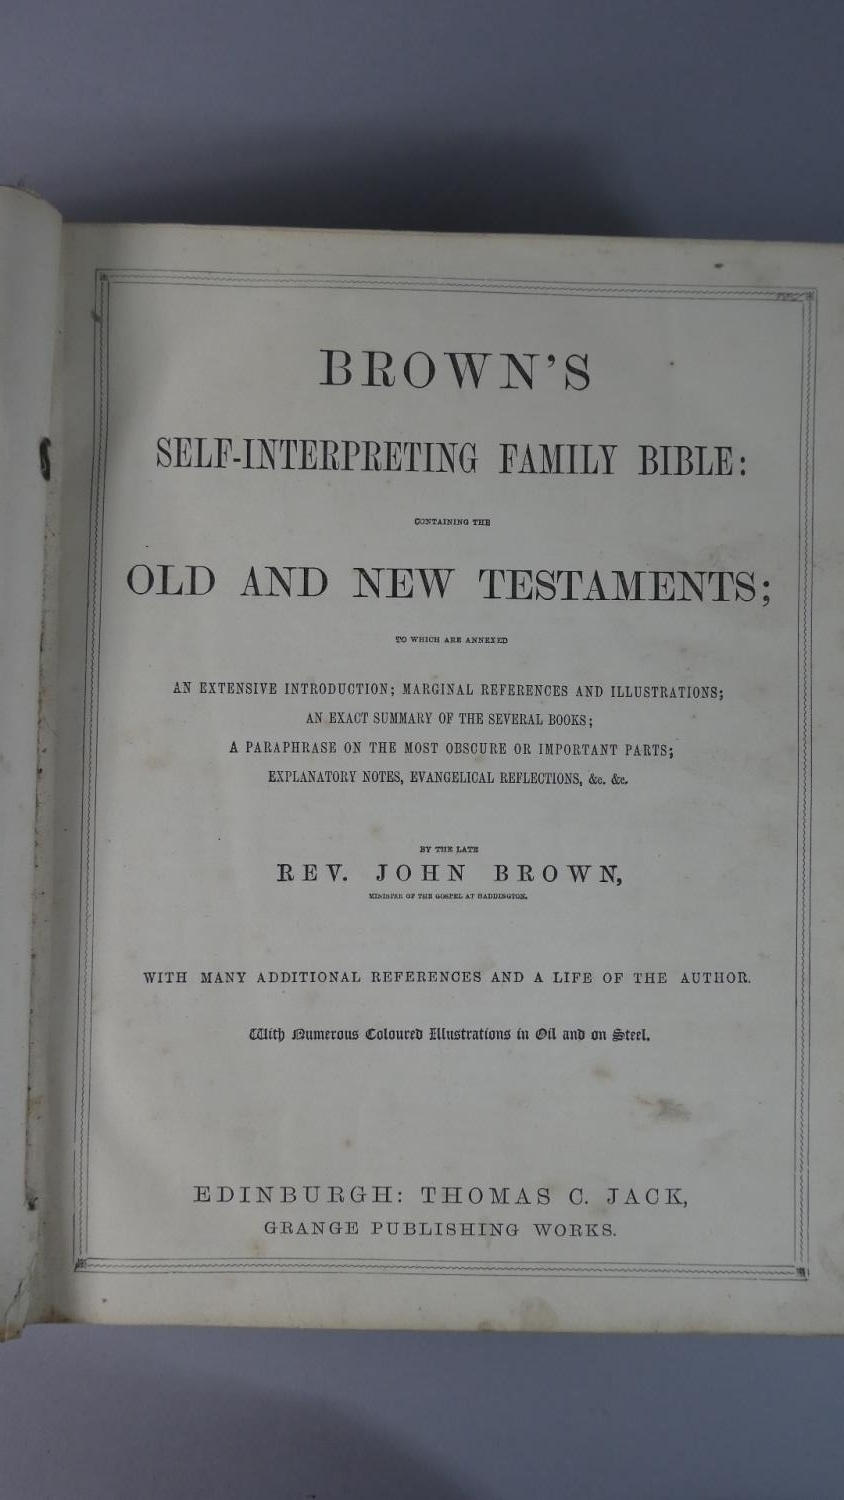 BROWN'S
SELF-INTERPRETING FAMILY BIBLE:
CONTAINING THE
OLD AND NEW TESTAMENTS;
TO WHICH ARE ANNEXED
AN EXTENSIVE INTRODUCTION; MARGINAL REFERENCES AND ILLUSTRATIONS;
AN EXACT SUMMARY OF THE SEVERAL BOOKS;
A PARAPHRASE ON THE MOST OBSCURE OR IMPORTANT PARTS;
EXPLANATORY NOTES, EVANGELICAL REFLECTIONS, &c. &c.
BY THE LATE
REV. JOHN BROWN,
MINISTER OF THE GOSPEL AT HADDINGTON.
WITH MANY ADDITIONAL REFERENCES AND A LIFE OF THE AUTHOR.
With Numerous Coloured Illustrations in Oil and on Steel.
EDINBURGH: THOMAS C. JACK,
GRANGE PUBLISHING WORKS.